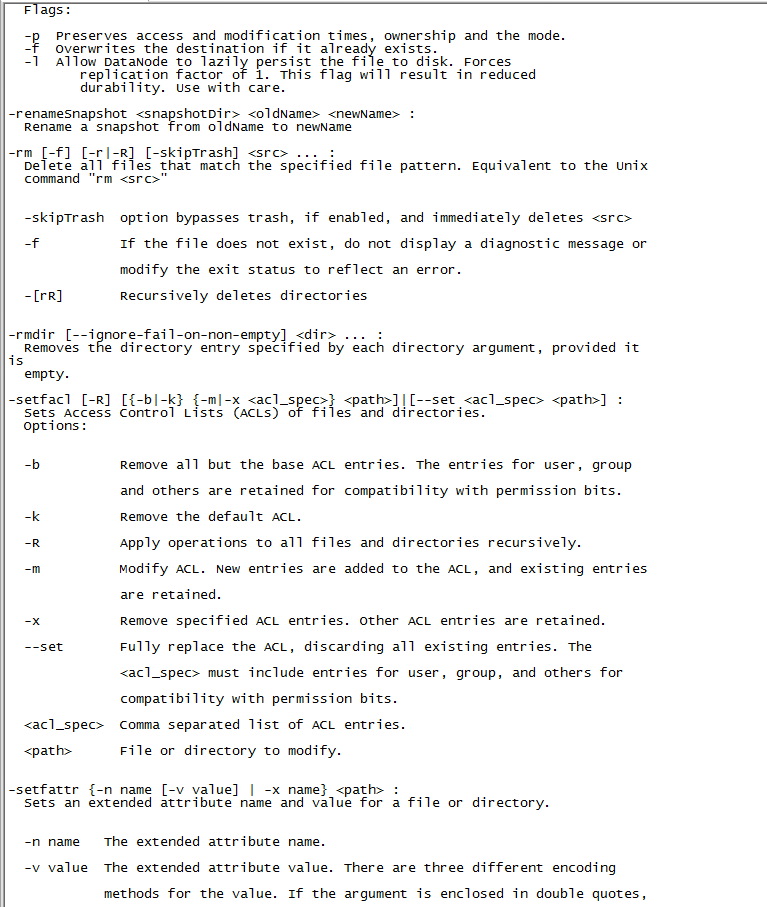 Flags:
-p  Preserves access and modification times, ownership and the mode.
-f  Overwrites the destination if it already exists.
-l  Allow DataNode to lazily persist the file to disk. Forces
replication factor of 1. This flag will result in reduced
durability. Use with care.
-renameSnapshot <snapshotDir> <oldName> <newName> :
Rename a snapshot from oldName to newName
-rm [-f] [-r|-R] [-skipTrash] <src> ... :
Delete all files that match the specified file pattern. Equivalent to the Unix
command "rm <src>"
-skipTrash  option bypasses trash, if enabled, and immediately deletes <src>
-f          If the file does not exist, do not display a diagnostic message or
modify the exit status to reflect an error.
-[rR]       Recursively deletes directories
-rmdir [--ignore-fail-on-non-empty] <dir> ... :
Removes the directory entry specified by each directory argument, provided it
is
empty.
-setfacl [-R] [{-b|-k} {-m|-x <acl_spec>} <path>]|[--set <acl_spec> <path>] :
Sets Access Control Lists (ACLs) of files and directories.
Options:
-b          Remove all but the base ACL entries. The entries for user, group
and others are retained for compatibility with permission bits.
-k          Remove the default ACL.
-R          Apply operations to all files and directories recursively.
-m          Modify ACL. New entries are added to the ACL, and existing entries
are retained.
-x          Remove specified ACL entries. Other ACL entries are retained.
--set       Fully replace the ACL, discarding all existing entries. The
<acl_spec> must include entries for user, group, and others for
compatibility with permission bits.
<acl_spec>  Comma separated list of ACL entries.
<path>      File or directory to modify.
-setfattr {-n name [-v value] | -x name} <path> :
Sets an extended attribute name and value for a file or directory.
-n name   The extended attribute name.
-v value  The extended attribute value. There are three different encoding
methods for the value. If the argument is enclosed in double quotes,